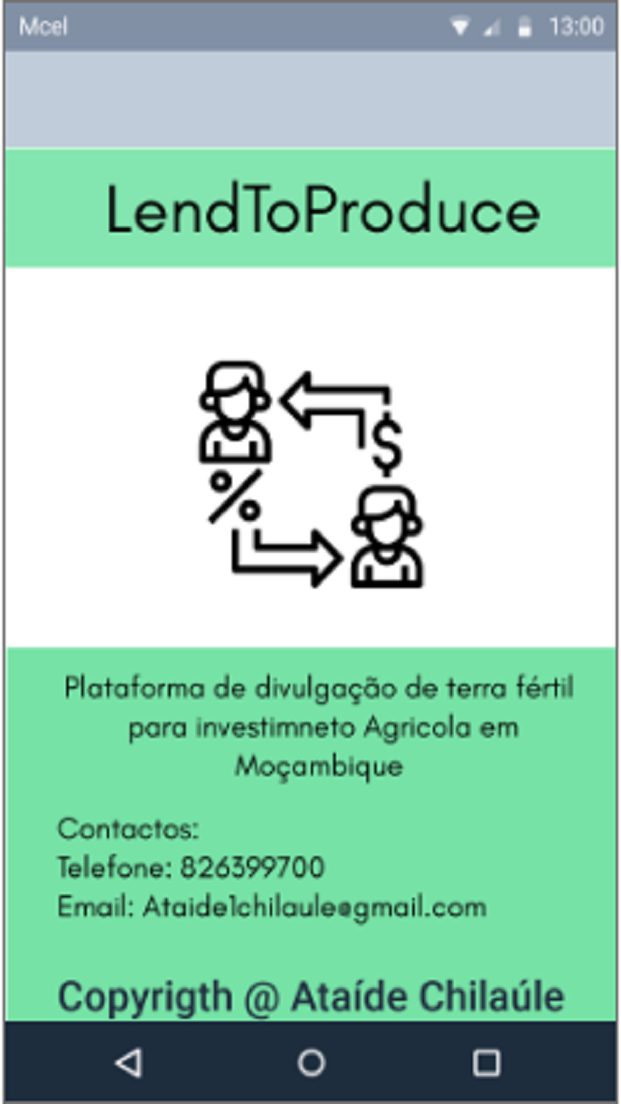 Mcel 13:00
LendToProduce
$
%
Plataforma de divulgação de terra fértil
para investimneto Agricola em
Moçambique
Contactos:
Telefone: 826399700
Email: Ataide1chilaule@gmail.com
Copyrigth @ Ataíde Chilaúle